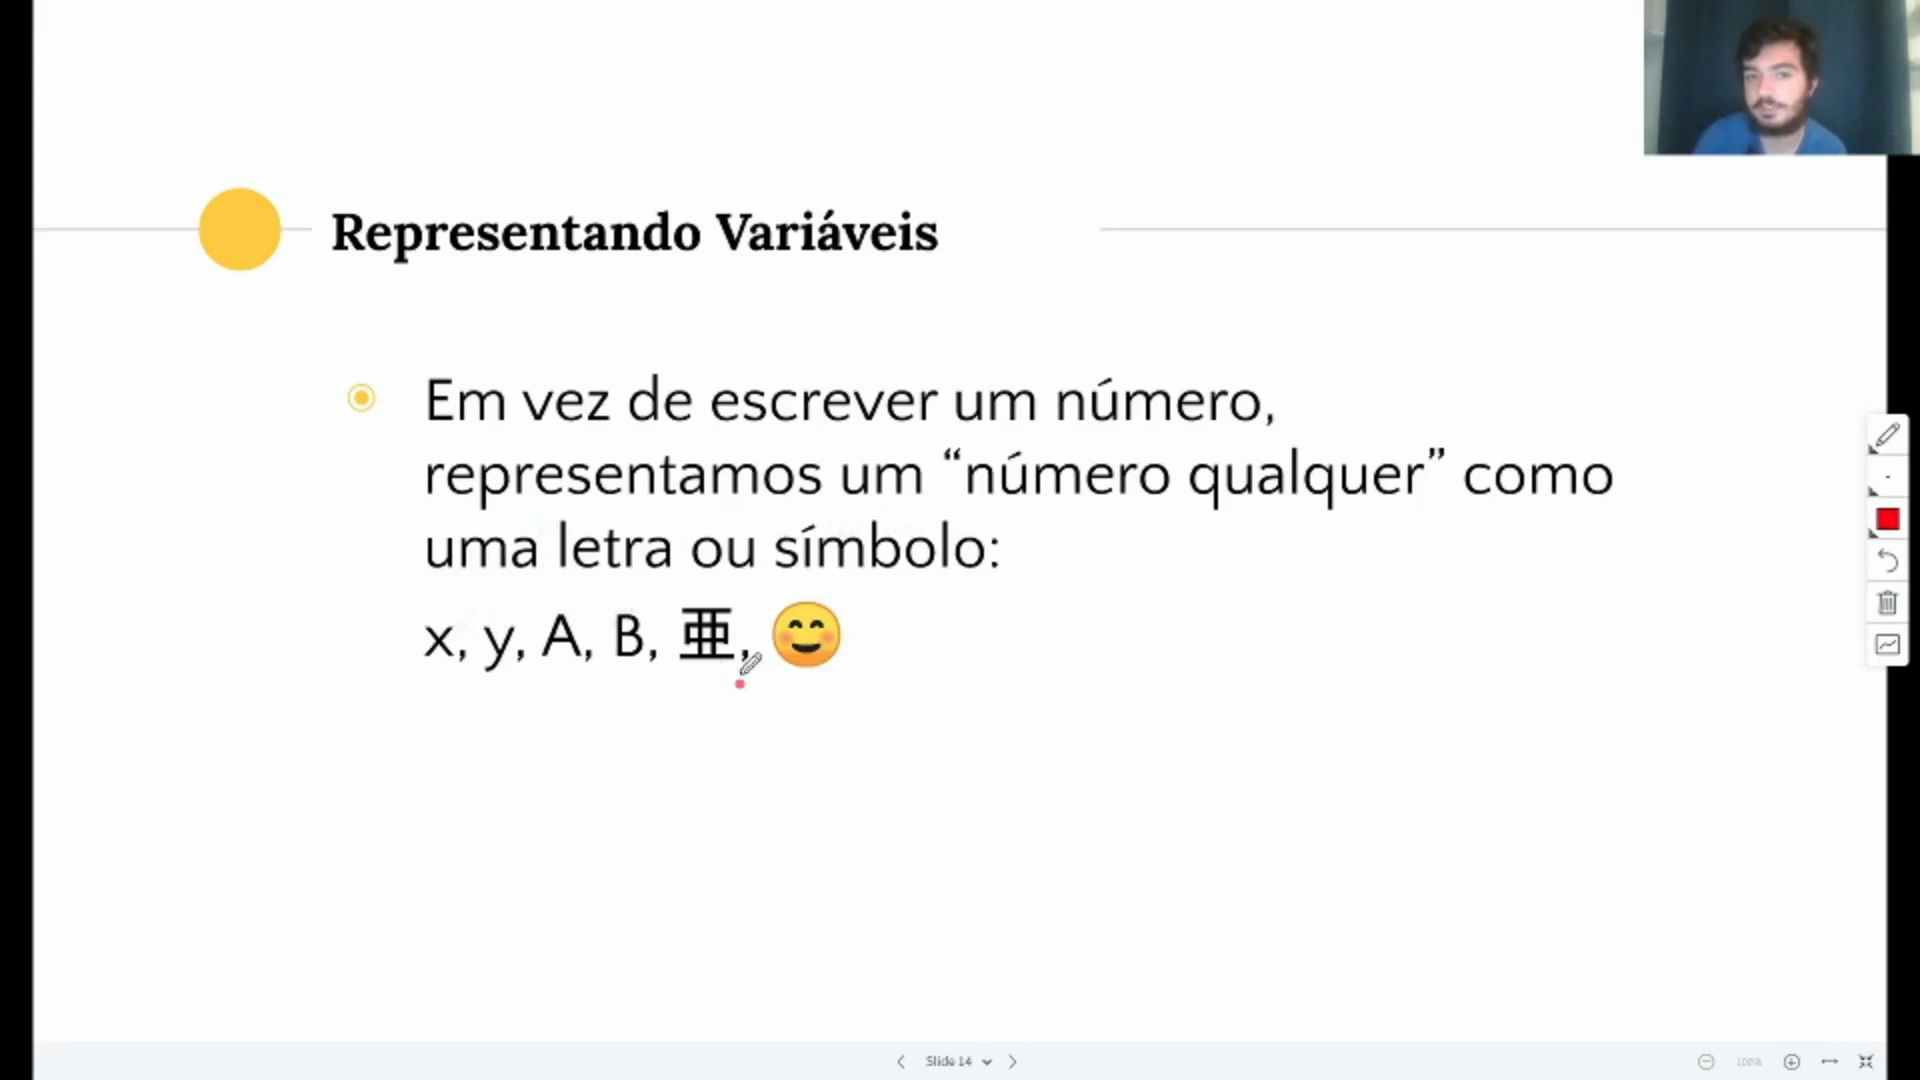 Representando Variáveis
Em vez de escrever um número,
representamos um “número qualquer” como
uma letra ou símbolo:
x, y, A, B, 亜, 😊
Slide 14
100%